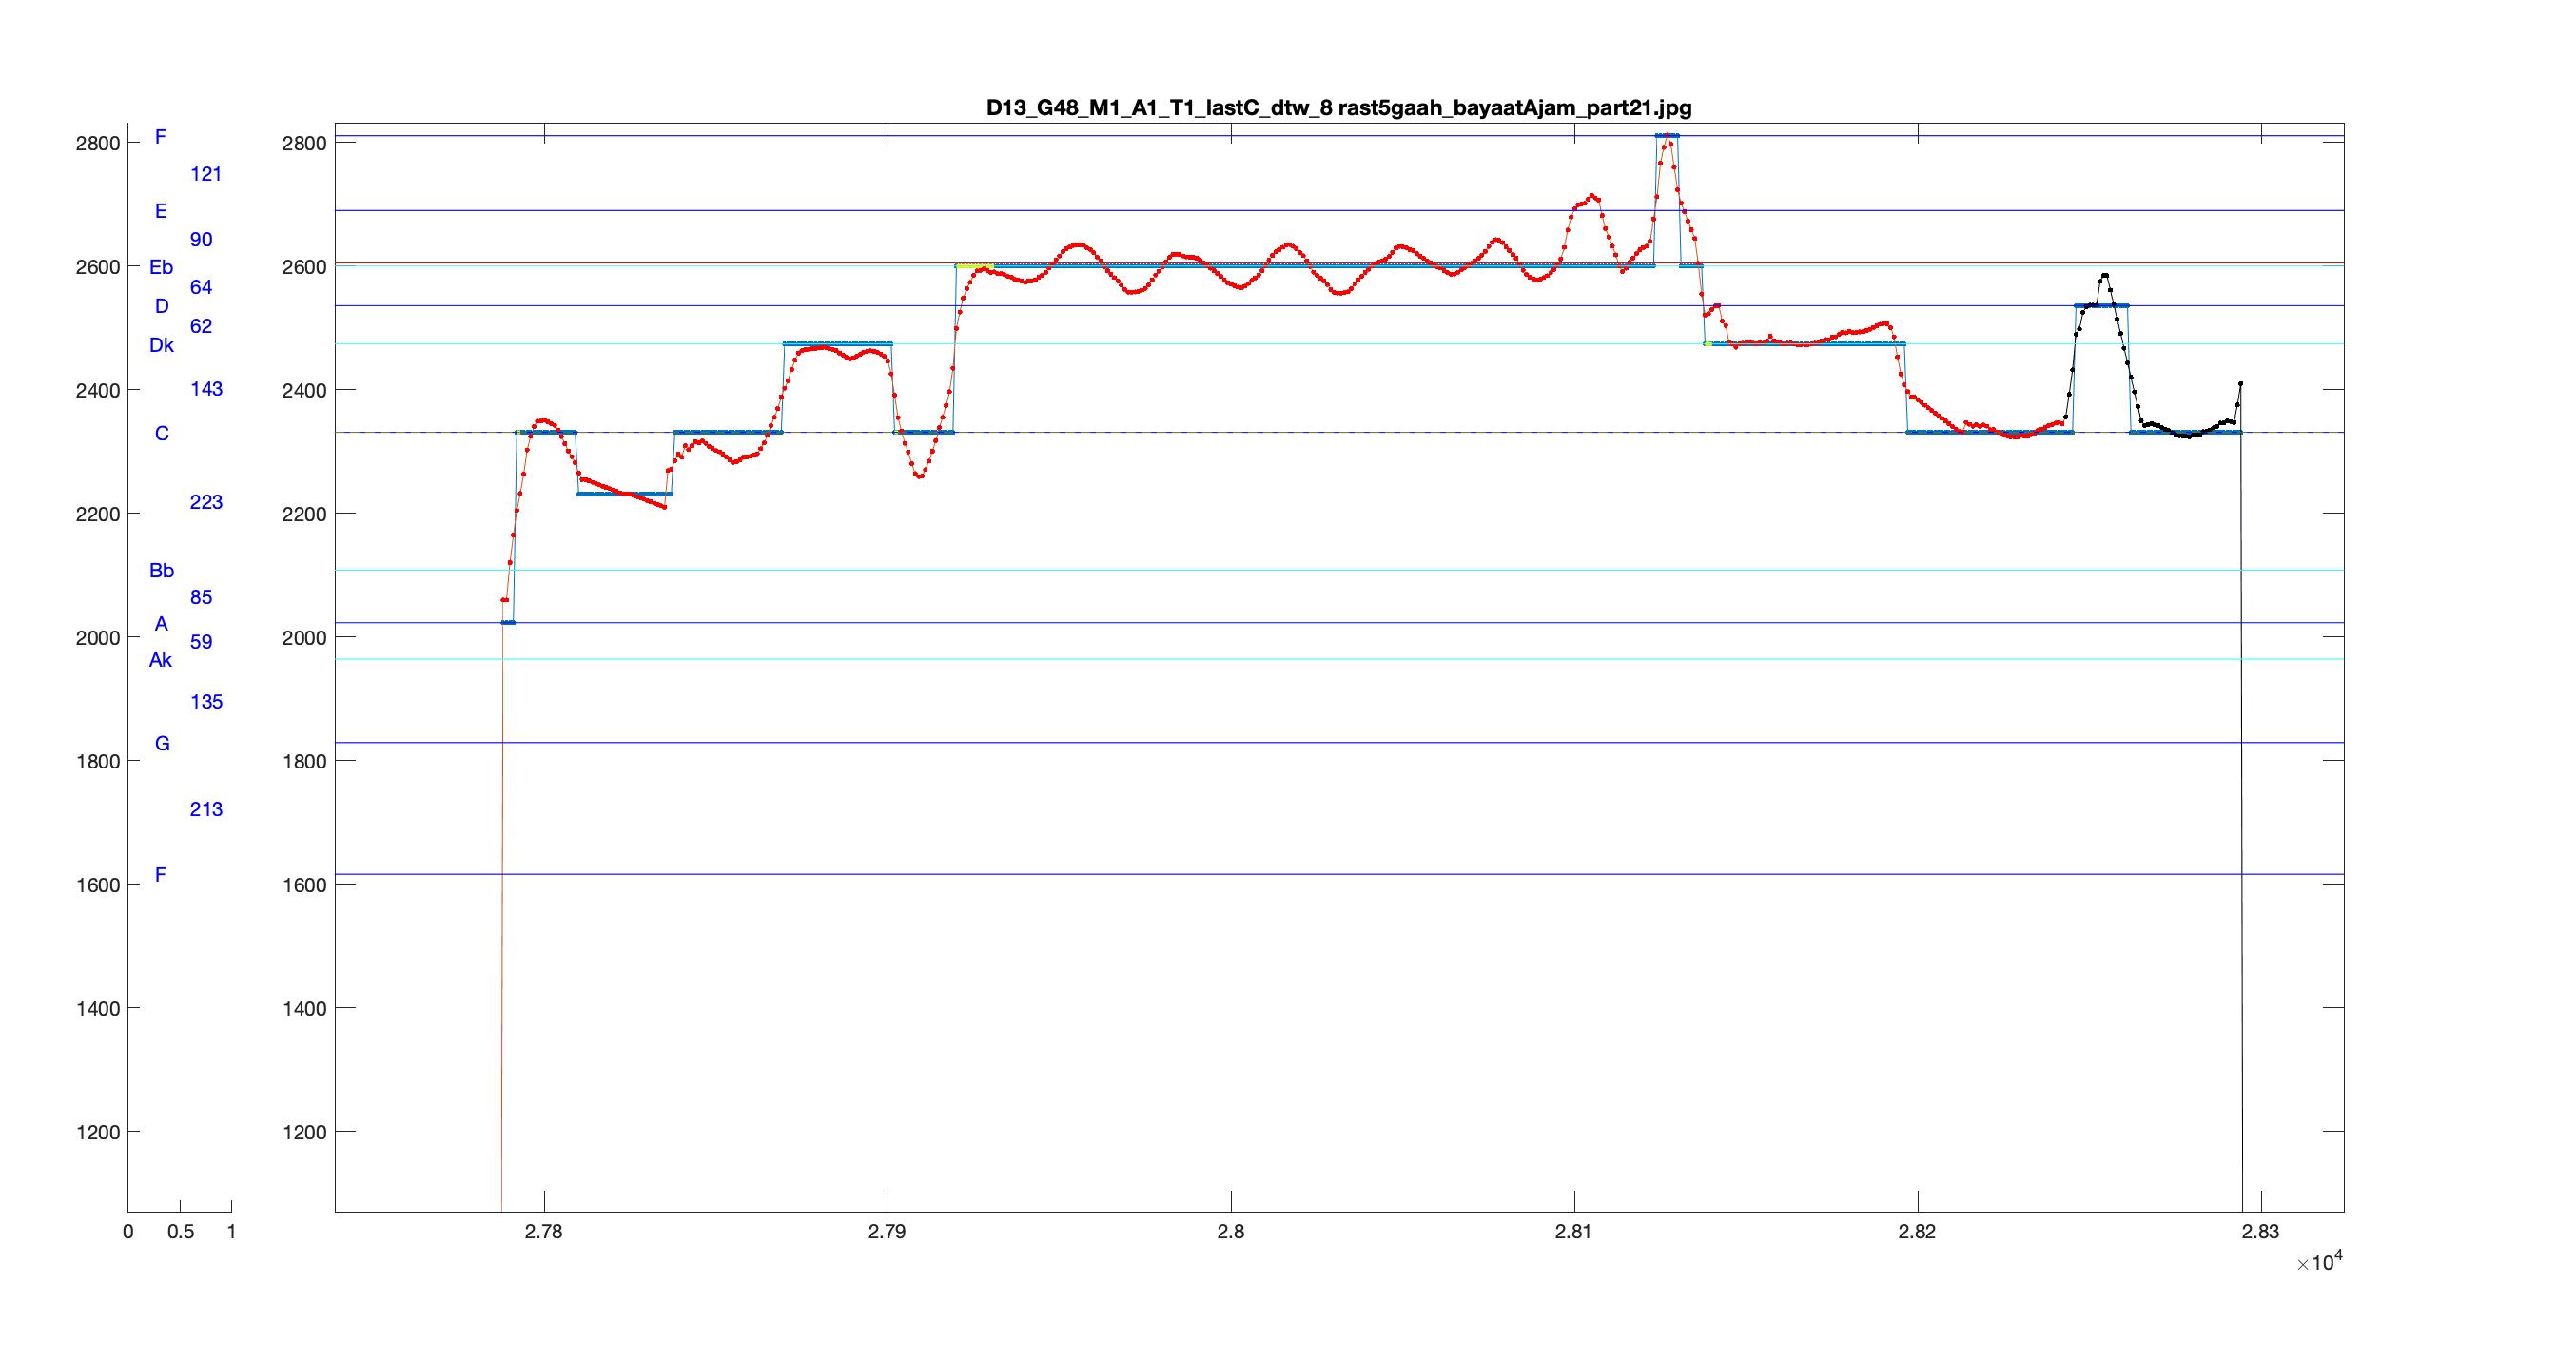 D13_G48_M1_A1_T1_lastC_dtw_8 rast5gaah_bayaatAjam_part21.jpg
2800 F 2800
121
E
90
2600 Eb 2600
64
D
62
Dk
2400 143 2400
C
223
2200 2200
Bb
85
A
2000 59 2000
Ak
135
G
1800 1800
213
F
1600 1600
1400 1400
1200 1200
0 0.5 1 2.78 2.79 2.8 2.81 2.82 2.83
×10⁴